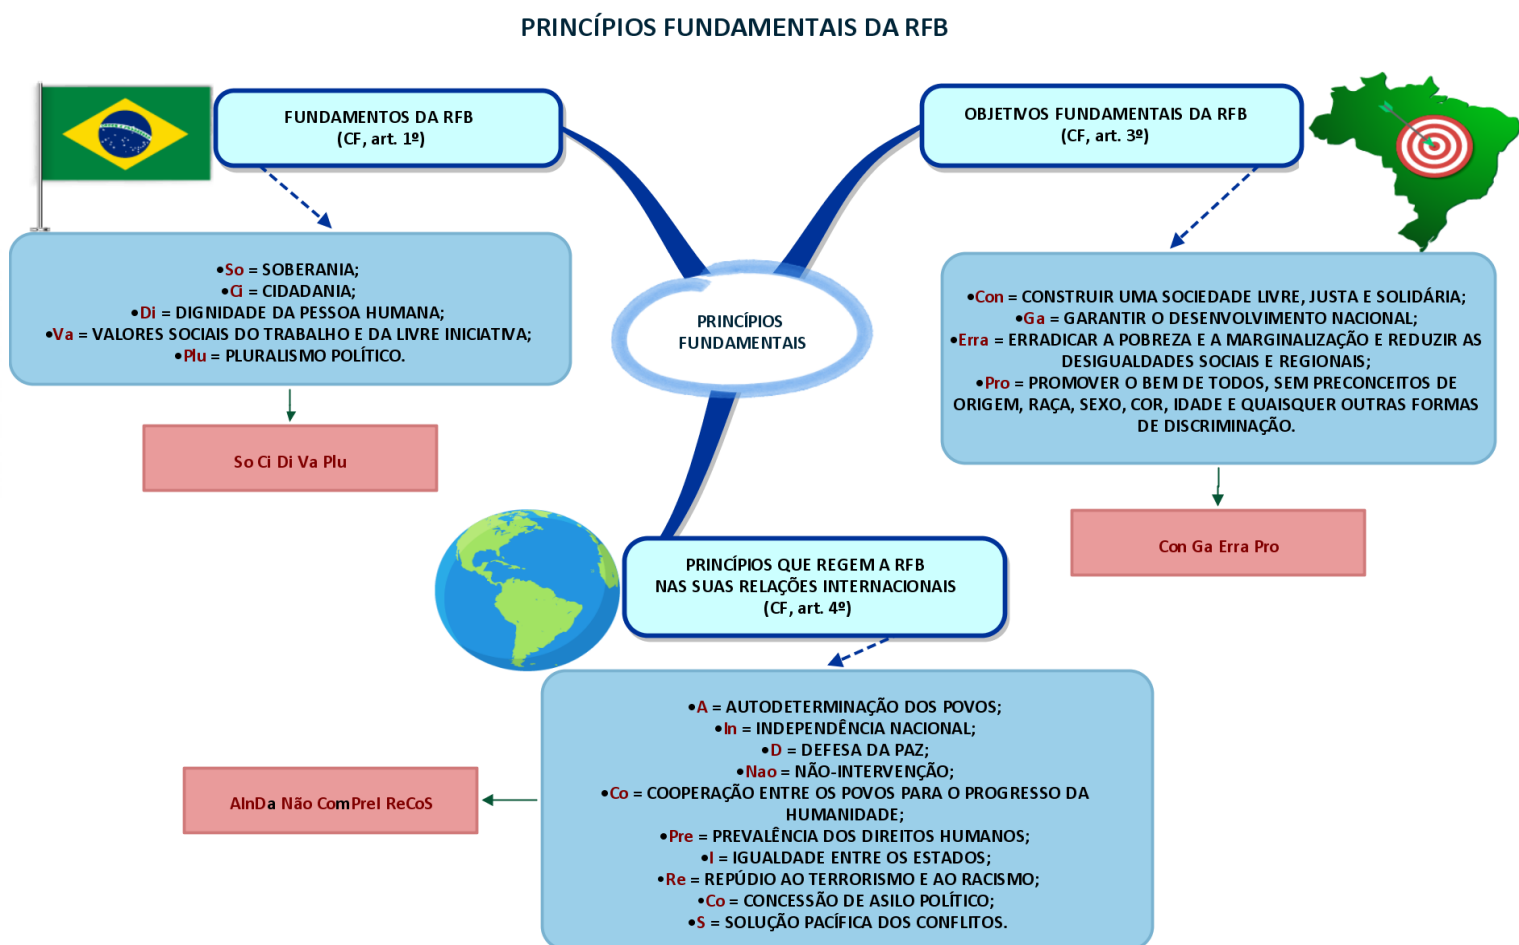 PRINCÍPIOS FUNDAMENTAIS DA RFB
FUNDAMENTOS DA RFB
(CF, art. 1º)
•So = SOBERANIA;
•Ci = CIDADANIA;
•Di = DIGNIDADE DA PESSOA HUMANA;
•Va = VALORES SOCIAIS DO TRABALHO E DA LIVRE INICIATIVA;
•Plu = PLURALISMO POLÍTICO.
So Ci Di Va Plu
OBJETIVOS FUNDAMENTAIS DA RFB
(CF, art. 3º)
•Con = CONSTRUIR UMA SOCIEDADE LIVRE, JUSTA E SOLIDÁRIA;
•Ga = GARANTIR O DESENVOLVIMENTO NACIONAL;
•Erra = ERRADICAR A POBREZA E A MARGINALIZAÇÃO E REDUZIR AS
DESIGUALDADES SOCIAIS E REGIONAIS;
•Pro = PROMOVER O BEM DE TODOS, SEM PRECONCEITOS DE
ORIGEM, RAÇA, SEXO, COR, IDADE E QUAISQUER OUTRAS FORMAS
DE DISCRIMINAÇÃO.
Con Ga Erra Pro
PRINCÍPIOS
FUNDAMENTAIS
PRINCÍPIOS QUE REGEM A RFB
NAS SUAS RELAÇÕES INTERNACIONAIS
(CF, art. 4º)
•A = AUTODETERMINAÇÃO DOS POVOS;
•In = INDEPENDÊNCIA NACIONAL;
•D = DEFESA DA PAZ;
•Nao = NÃO-INTERVENÇÃO;
•Co = COOPERAÇÃO ENTRE OS POVOS PARA O PROGRESSO DA
HUMANIDADE;
•Pre = PREVALÊNCIA DOS DIREITOS HUMANOS;
•I = IGUALDADE ENTRE OS ESTADOS;
•Re = REPÚDIO AO TERRORISMO E AO RACISMO;
•Co = CONCESSÃO DE ASILO POLÍTICO;
•S = SOLUÇÃO PACÍFICA DOS CONFLITOS.
AInDa Não ComPreI ReCoS